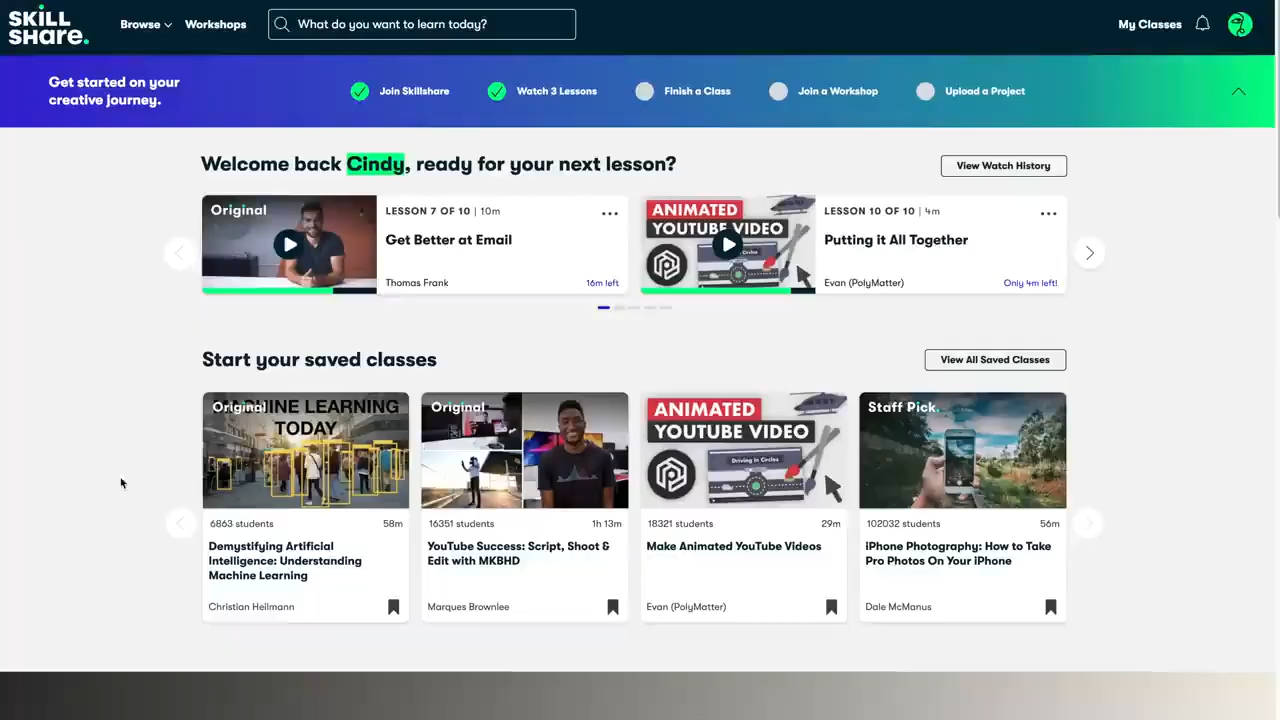 SKILL
SHARE.
Browse
Workshops
What do you want to learn today?
My Classes
Get started on your
creative journey.
Join Skillshare
Watch 3 Lessons
Finish a Class
Join a Workshop
Upload a Project
Welcome back Cindy, ready for your next lesson?
View Watch History
Original
LESSON 7 OF 10 | 10m
Get Better at Email
Thomas Frank
16m left
ANIMATED
YOUTUBE VIDEO
LESSON 10 OF 10 | 4m
Putting it All Together
Evan (PolyMatter)
Only 4m left!
Start your saved classes
View All Saved Classes
Original
MACHINE LEARNING
TODAY
6863 students
58m
Demystifying Artificial
Intelligence: Understanding
Machine Learning
Christian Heilmann
Original
16351 students
1h 13m
YouTube Success: Script, Shoot &
Edit with MKBHD
Marques Brownlee
ANIMATED
YOUTUBE VIDEO
Driving in Circles
18321 students
29m
Make Animated YouTube Videos
Evan (PolyMatter)
Staff Pick.
102032 students
56m
iPhone Photography: How to Take
Pro Photos On Your iPhone
Dale McManus